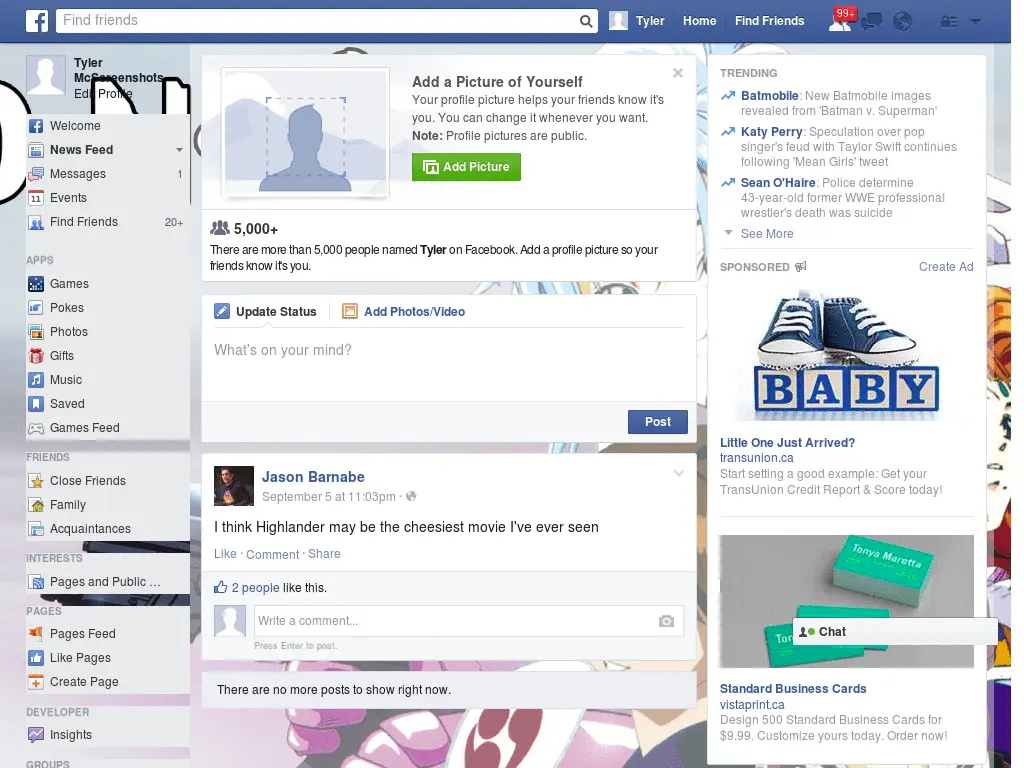 Find friends
Tyler
Home
Find Friends
99+
Tyler
McScreenshots
Edit Profile
Welcome
News Feed
Messages 1
11 Events
Find Friends 20+
APPS
Games
Pokes
Photos
Gifts
Music
Saved
Games Feed
FRIENDS
Close Friends
Family
Acquaintances
INTERESTS
Pages and Public ...
PAGES
Pages Feed
Like Pages
Create Page
DEVELOPER
Insights
GROUPS
Add a Picture of Yourself
Your profile picture helps your friends know it's
you. You can change it whenever you want.
Note: Profile pictures are public.
Add Picture
5,000+
There are more than 5,000 people named Tyler on Facebook. Add a profile picture so your
friends know it's you.
Update Status
Add Photos/Video
What's on your mind?
Post
Jason Barnabe
September 5 at 11:03pm ·
I think Highlander may be the cheesiest movie I've ever seen
Like · Comment · Share
2 people like this.
Write a comment...
Press Enter to post.
There are no more posts to show right now.
TRENDING
Batmobile: New Batmobile images
revealed from 'Batman v. Superman'
Katy Perry: Speculation over pop
singer's feud with Taylor Swift continues
following 'Mean Girls' tweet
Sean O'Haire: Police determine
43-year-old former WWE professional
wrestler's death was suicide
See More
SPONSORED
Create Ad
BABY
Little One Just Arrived?
transunion.ca
Start setting a good example: Get your
TransUnion Credit Report & Score today!
Tonya Marotta
Chat
Standard Business Cards
vistaprint.ca
Design 500 Standard Business Cards for
$9.99. Customize yours today. Order now!